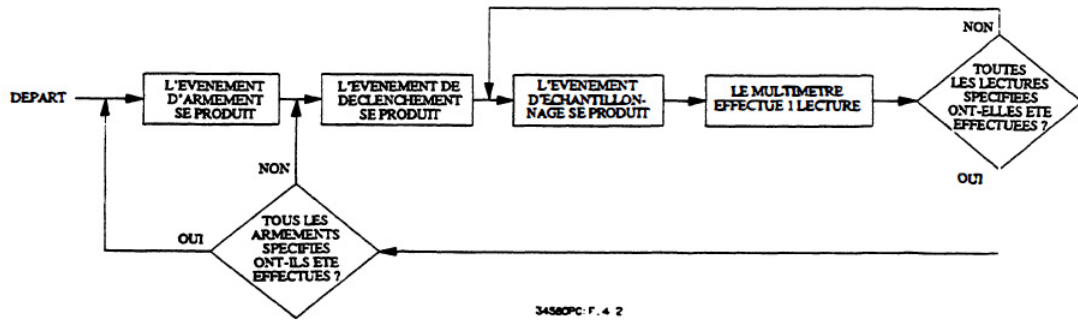 DEPART
L'EVENEMENT
D'ARMEMENT
SE PRODUIT
L'EVENEMENT DE
DECLENCHEMENT
SE PRODUIT
L'EVENEMENT
D'ECHANTILLON-
NAGE SE PRODUIT
LE MULTIMETRE
EFFECTUE 1 LECTURE
NON
TOUTES
LES LECTURES
SPECIFIEES
ONT-ELLES ETE
EFFECTUEES ?
OUI
NON
OUI
TOUS LES
ARMEMENTS
SPECIFIES
ONT-ILS ETE
EFFECTUES ?
34580PC: F. 4 2